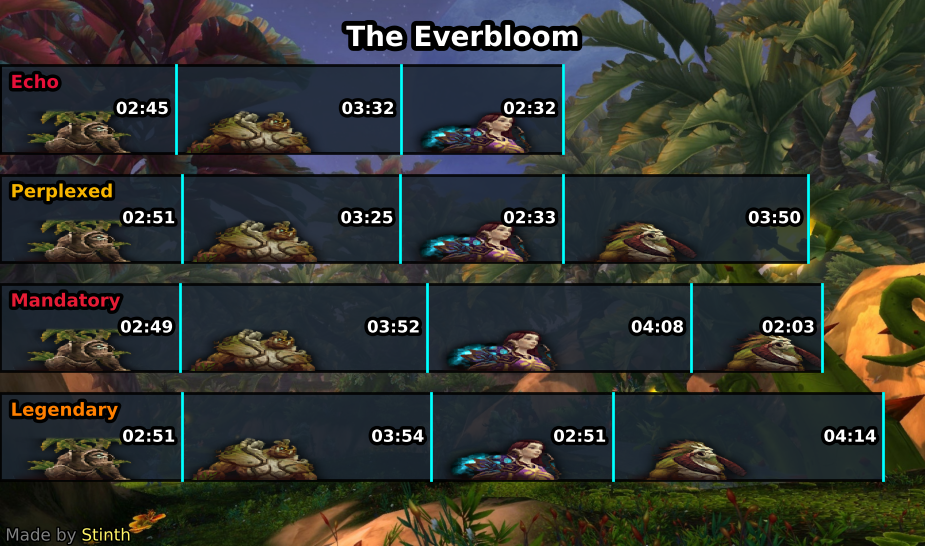 The Everbloom
Echo
02:45 03:32 02:32
Perplexed
02:51 03:25 02:33 03:50
Mandatory
02:49 03:52 04:08 02:03
Legendary
02:51 03:54 02:51 04:14
Made by Stinth